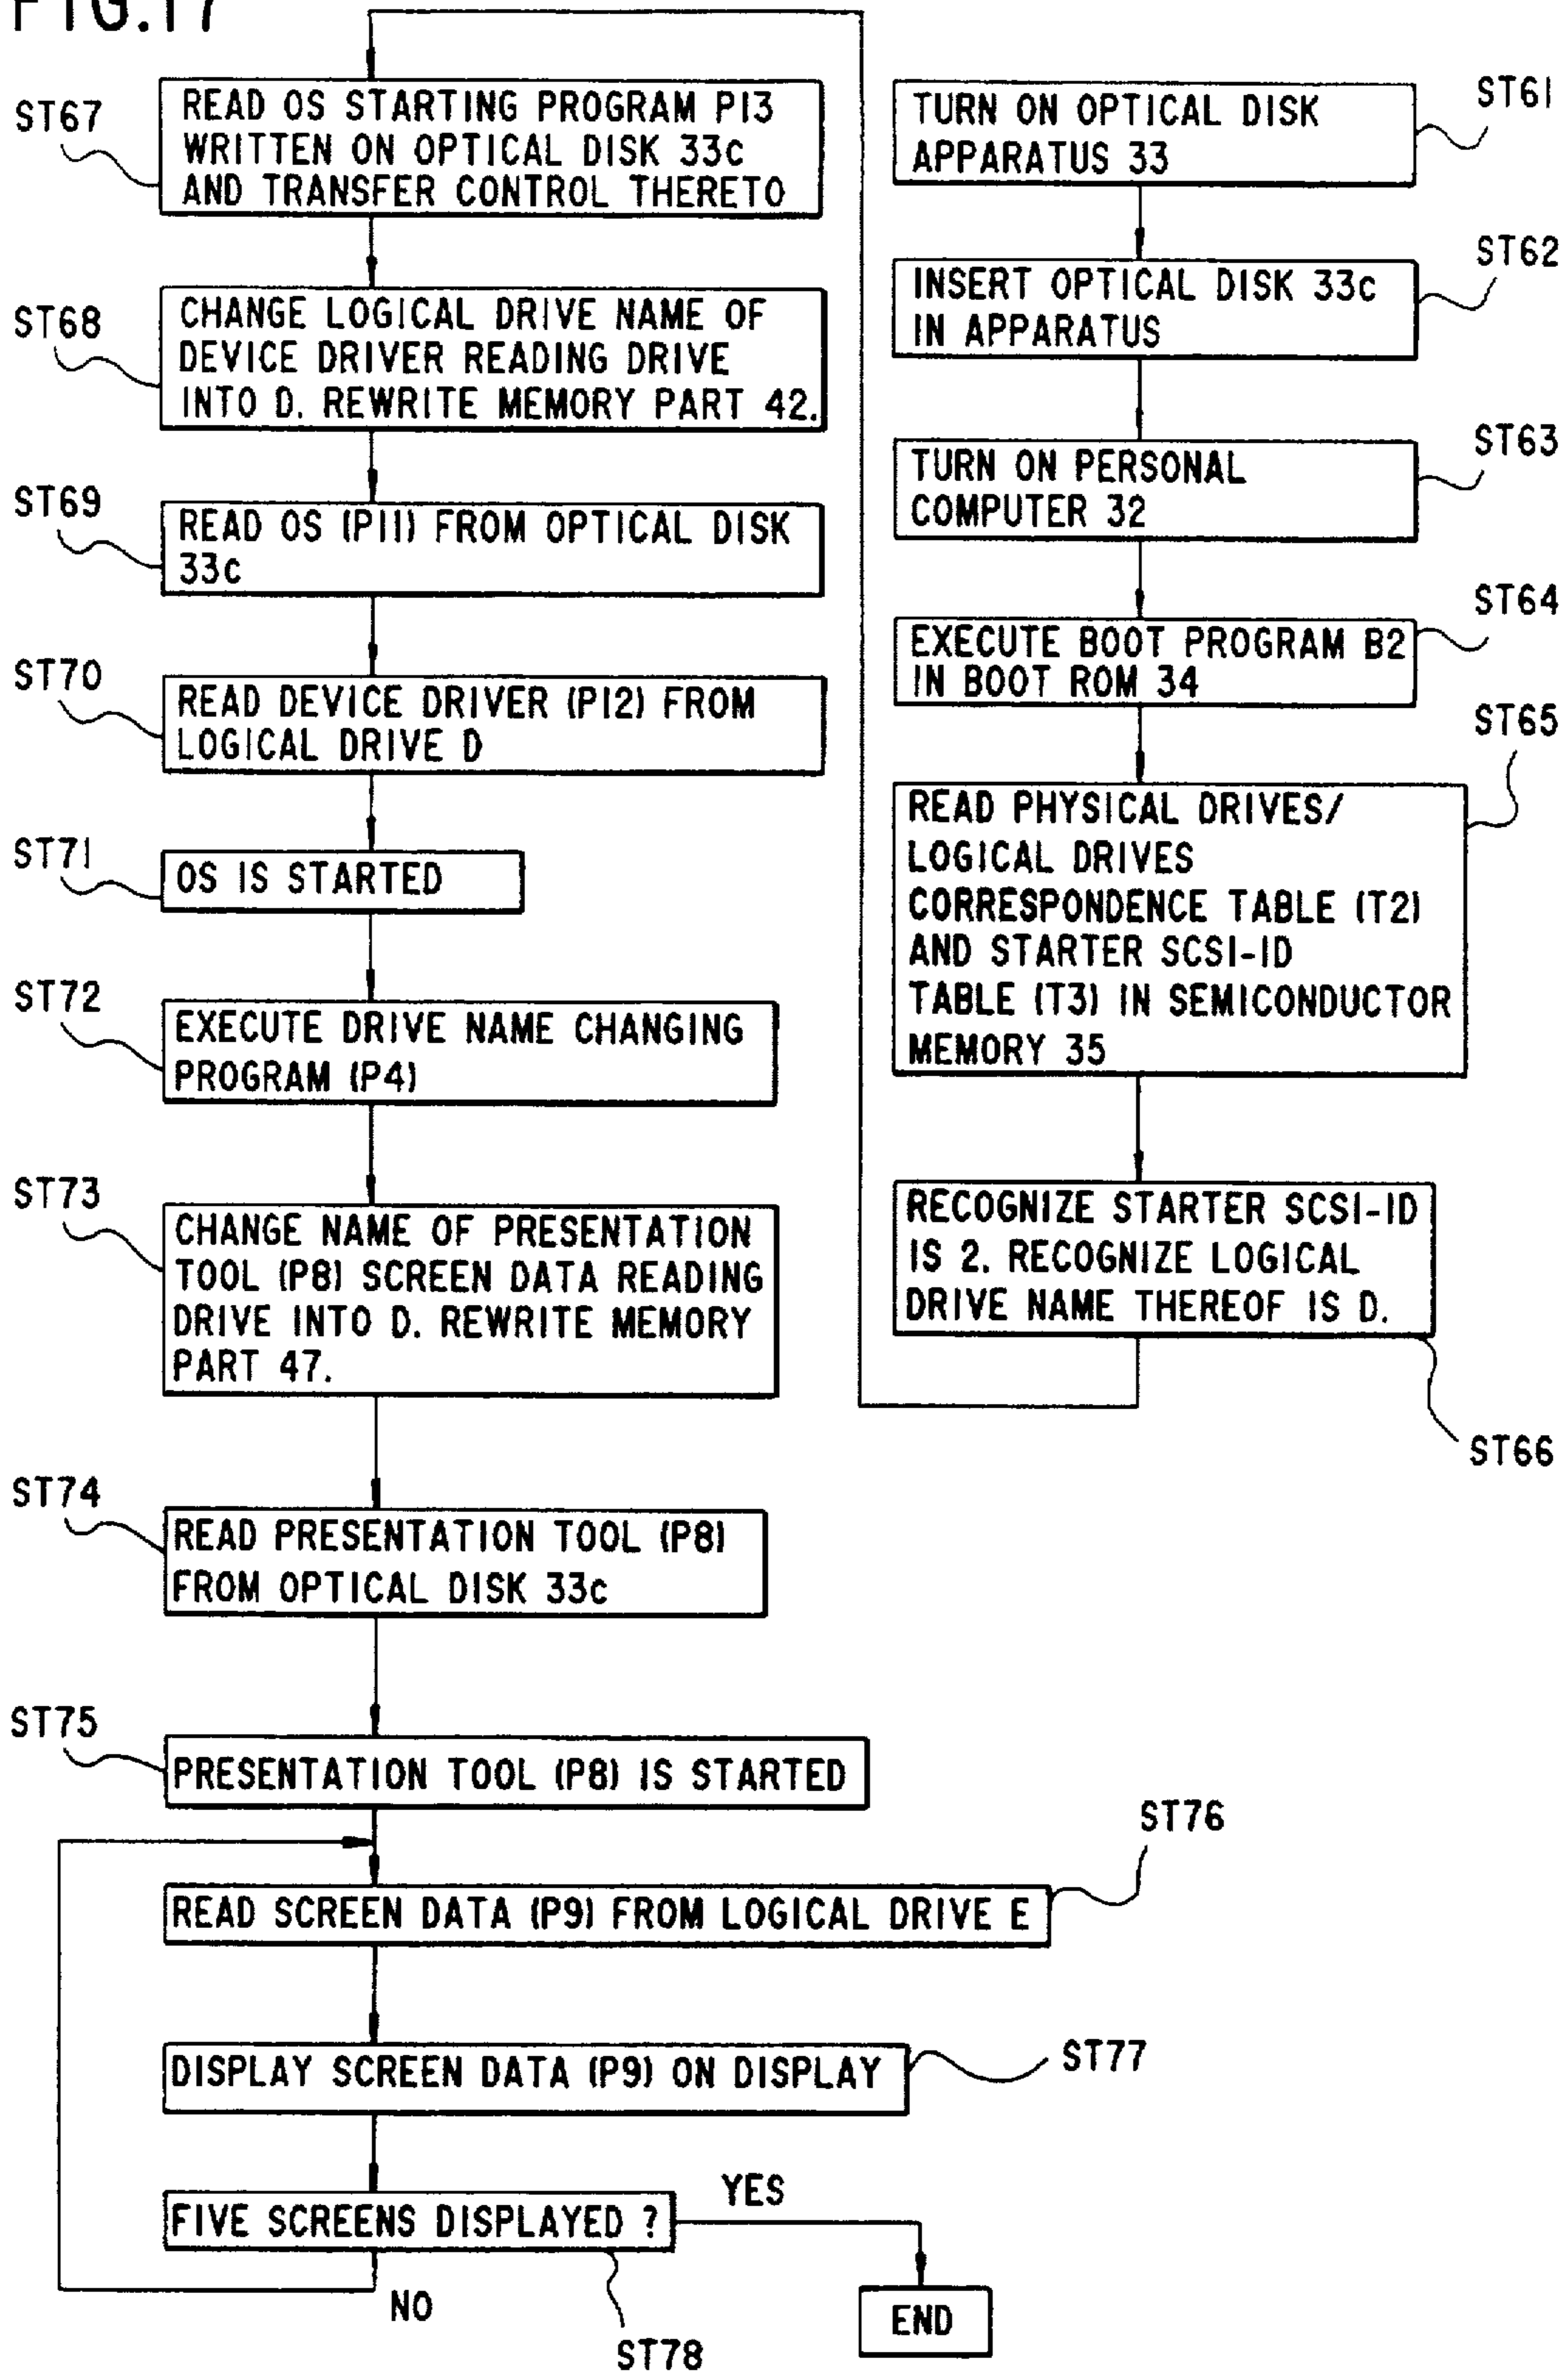 FIG.17
ST61
TURN ON OPTICAL DISK
APPARATUS 33
ST62
INSERT OPTICAL DISK 33c
IN APPARATUS
ST63
TURN ON PERSONAL
COMPUTER 32
ST64
EXECUTE BOOT PROGRAM B2
IN BOOT ROM 34
ST65
READ PHYSICAL DRIVES/
LOGICAL DRIVES
CORRESPONDENCE TABLE (T2)
AND STARTER SCSI-ID
TABLE (T3) IN SEMICONDUCTOR
MEMORY 35
RECOGNIZE STARTER SCSI-ID
IS 2. RECOGNIZE LOGICAL
DRIVE NAME THEREOF IS D.
ST66
ST67
READ OS STARTING PROGRAM P13
WRITTEN ON OPTICAL DISK 33c
AND TRANSFER CONTROL THERETO
ST68
CHANGE LOGICAL DRIVE NAME OF
DEVICE DRIVER READING DRIVE
INTO D. REWRITE MEMORY PART 42.
ST69
READ OS (P11) FROM OPTICAL DISK
33c
ST70
READ DEVICE DRIVER (P12) FROM
LOGICAL DRIVE D
ST71
OS IS STARTED
ST72
EXECUTE DRIVE NAME CHANGING
PROGRAM (P4)
ST73
CHANGE NAME OF PRESENTATION
TOOL (P8) SCREEN DATA READING
DRIVE INTO D. REWRITE MEMORY
PART 47.
ST74
READ PRESENTATION TOOL (P8)
FROM OPTICAL DISK 33c
ST75
PRESENTATION TOOL (P8) IS STARTED
ST76
READ SCREEN DATA (P9) FROM LOGICAL DRIVE E
DISPLAY SCREEN DATA (P9) ON DISPLAY
ST77
FIVE SCREENS DISPLAYED ?
YES
NO
END
ST78